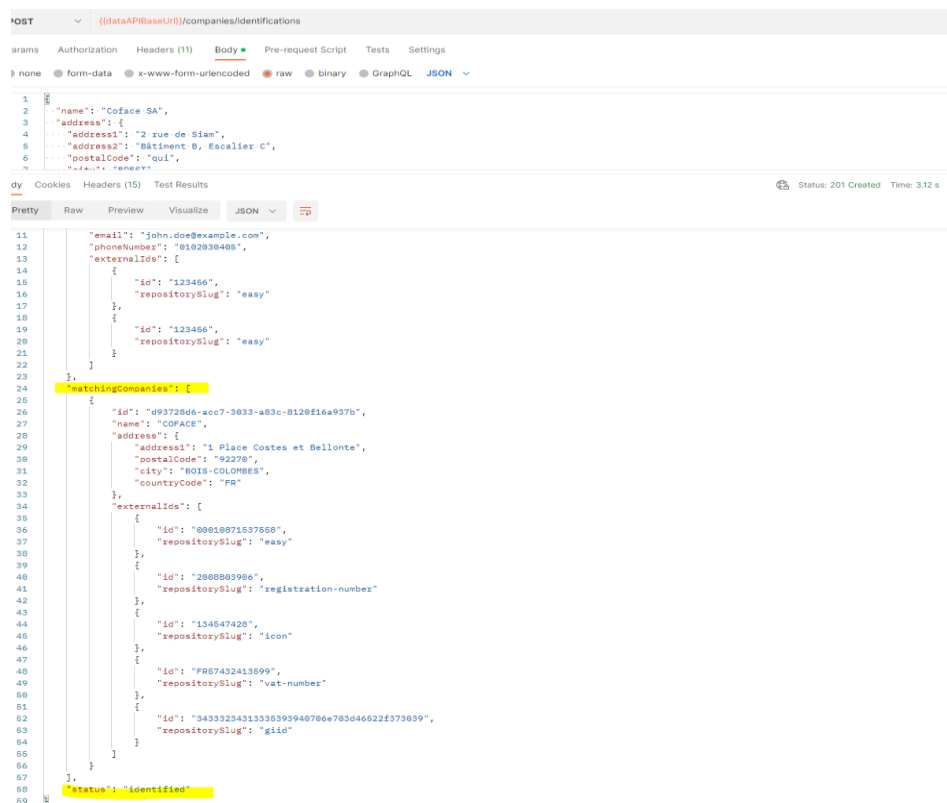 POST {{dataAPIBaseUrl}}/companies/identifications
arams Authorization Headers (11) Body Pre-request Script Tests Settings
none form-data x-www-form-urlencoded raw binary GraphQL JSON
1 {
2 "name": "Coface SA",
3 "address": {
4 "address1": "2 rue de Siam",
5 "address2": "Bâtiment B, Escalier C",
6 "postalCode": "qui",
7 "city": "BREST"
dy Cookies Headers (15) Test Results Status: 201 Created Time: 3.12 s
Pretty Raw Preview Visualize JSON
11 "email": "john.doe@example.com",
12 "phoneNumber": "0102030405",
13 "externalIds": [
14 {
15 "id": "123456",
16 "repositorySlug": "easy"
17 },
18 {
19 "id": "123456",
20 "repositorySlug": "easy"
21 }
22 ]
23 },
24 "matchingCompanies": [
25 {
26 "id": "d93728d6-acc7-3033-a83c-8120f16a937b",
27 "name": "COFACE",
28 "address": {
29 "address1": "1 Place Costes et Bellonte",
30 "postalCode": "92270",
31 "city": "BOIS-COLOMBES",
32 "countryCode": "FR"
33 },
34 "externalIds": [
35 {
36 "id": "00010871537558",
37 "repositorySlug": "easy"
38 },
39 {
40 "id": "2008803906",
41 "repositorySlug": "registration-number"
42 },
43 {
44 "id": "134547428",
45 "repositorySlug": "icon"
46 },
47 {
48 "id": "FR57432413599",
49 "repositorySlug": "vat-number"
50 },
51 {
52 "id": "34333234313335393940706e703d46522f373039",
53 "repositorySlug": "giid"
54 }
55 ]
56 }
57 ],
58 "status": "identified"
59 }